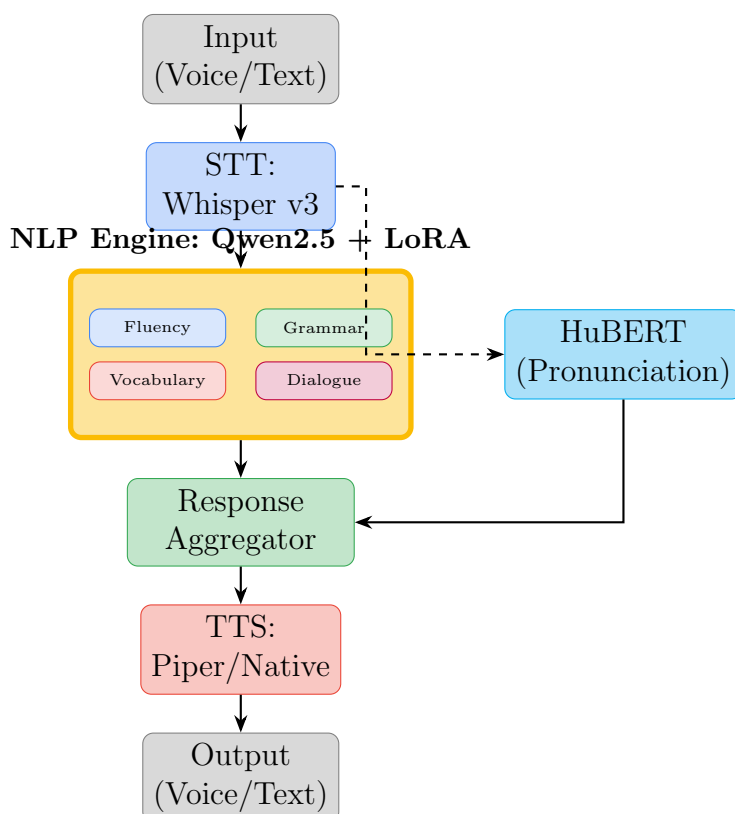 Input
(Voice/Text)
STT:
Whisper v3
NLP Engine: Qwen2.5 + LoRA
Fluency
Grammar
Vocabulary
Dialogue
HuBERT
(Pronunciation)
Response
Aggregator
TTS:
Piper/Native
Output
(Voice/Text)